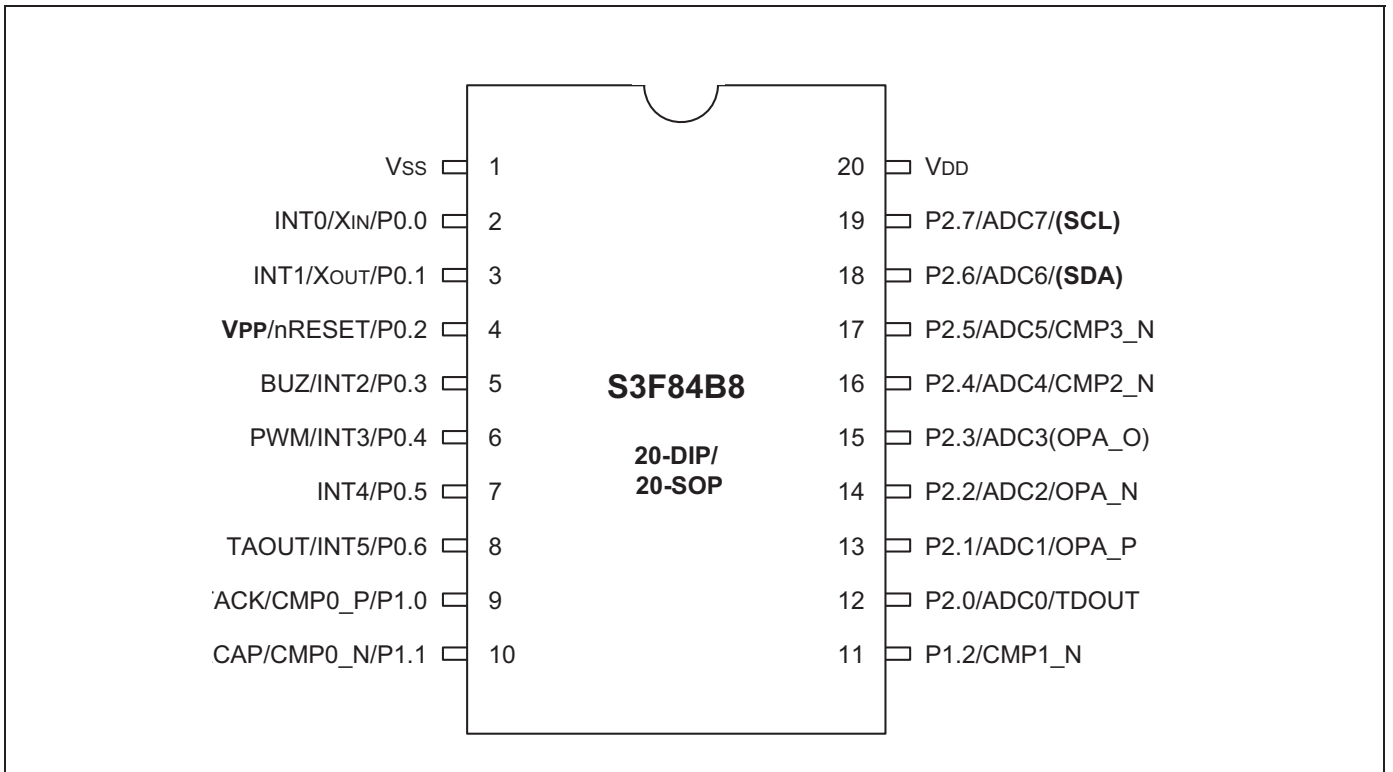 Vss 1 20 VDD
INT0/XIN/P0.0 2 19 P2.7/ADC7/(SCL)
INT1/XOUT/P0.1 3 18 P2.6/ADC6/(SDA)
VPP/nRESET/P0.2 4 17 P2.5/ADC5/CMP3_N
BUZ/INT2/P0.3 5 S3F84B8 16 P2.4/ADC4/CMP2_N
PWM/INT3/P0.4 6 15 P2.3/ADC3(OPA_O)
20-DIP/
20-SOP
INT4/P0.5 7 14 P2.2/ADC2/OPA_N
TAOUT/INT5/P0.6 8 13 P2.1/ADC1/OPA_P
ACK/CMP0_P/P1.0 9 12 P2.0/ADC0/TDOUT
CAP/CMP0_N/P1.1 10 11 P1.2/CMP1_N